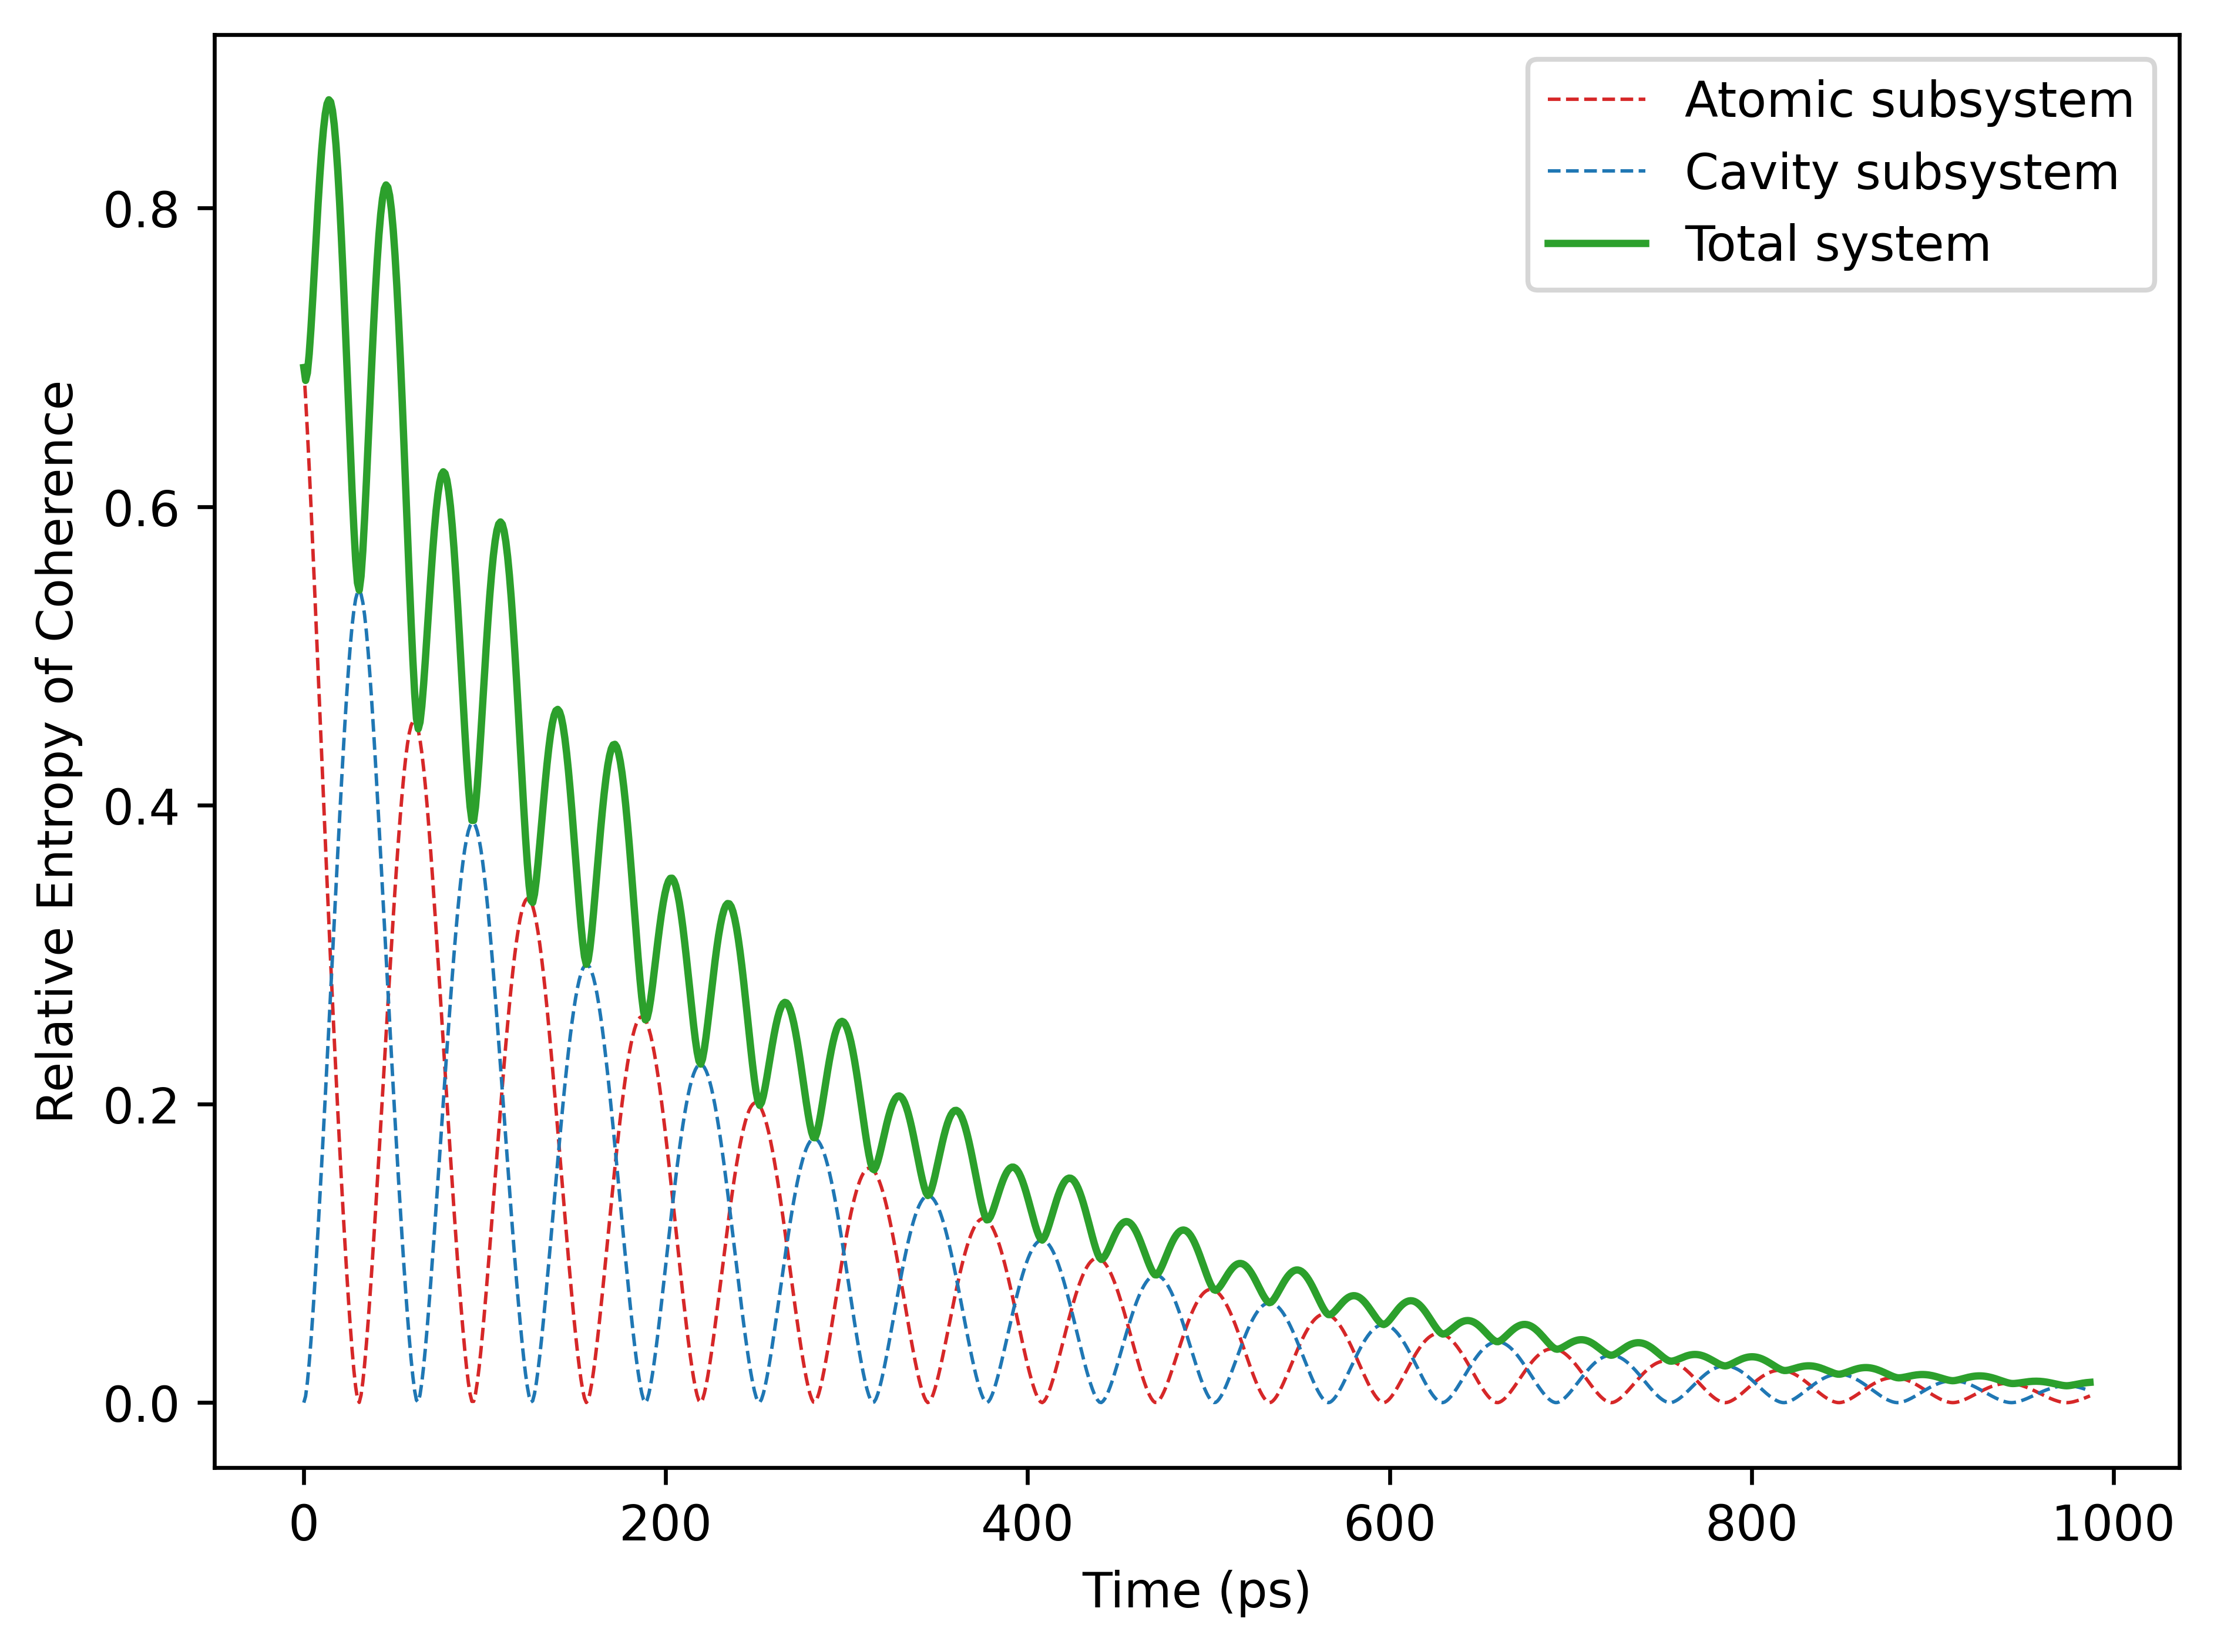 Atomic subsystem
Cavity subsystem
Total system
Relative Entropy of Coherence
0.8
0.6
0.4
0.2
0.0
0 200 400 600 800 1000
Time (ps)